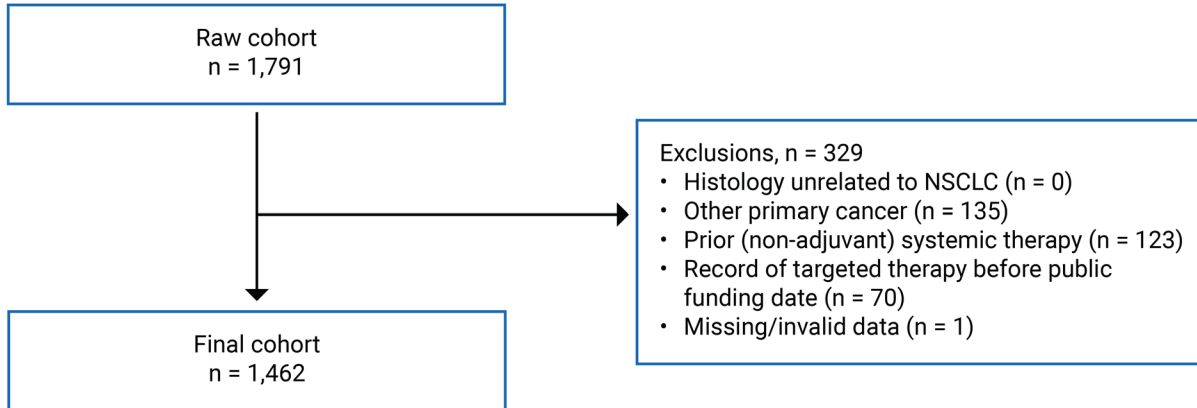 Raw cohort
n = 1,791
Exclusions, n = 329
• Histology unrelated to NSCLC (n = 0)
• Other primary cancer (n = 135)
• Prior (non-adjuvant) systemic therapy (n = 123)
• Record of targeted therapy before public
funding date (n = 70)
• Missing/invalid data (n = 1)
Final cohort
n = 1,462